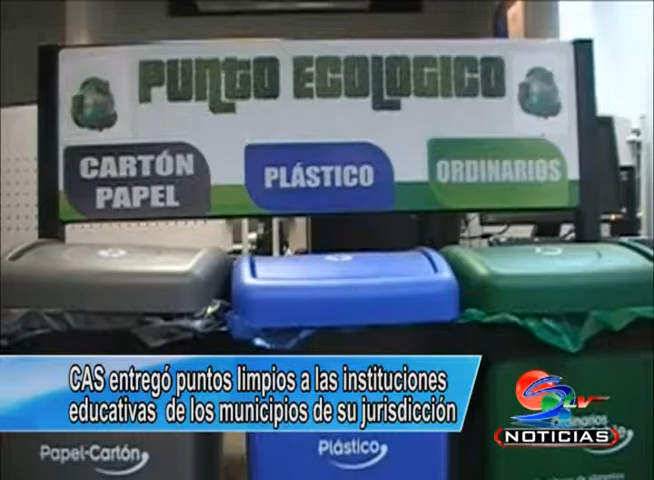 PUNTO ECOLOGICO
CARTÓN
PAPEL
PLÁSTICO
ORDINARIOS
CAS entregó puntos limpios a las instituciones
educativas de los municipios de su jurisdicción
LV
NOTICIAS
Papel-Cartón
Plástico